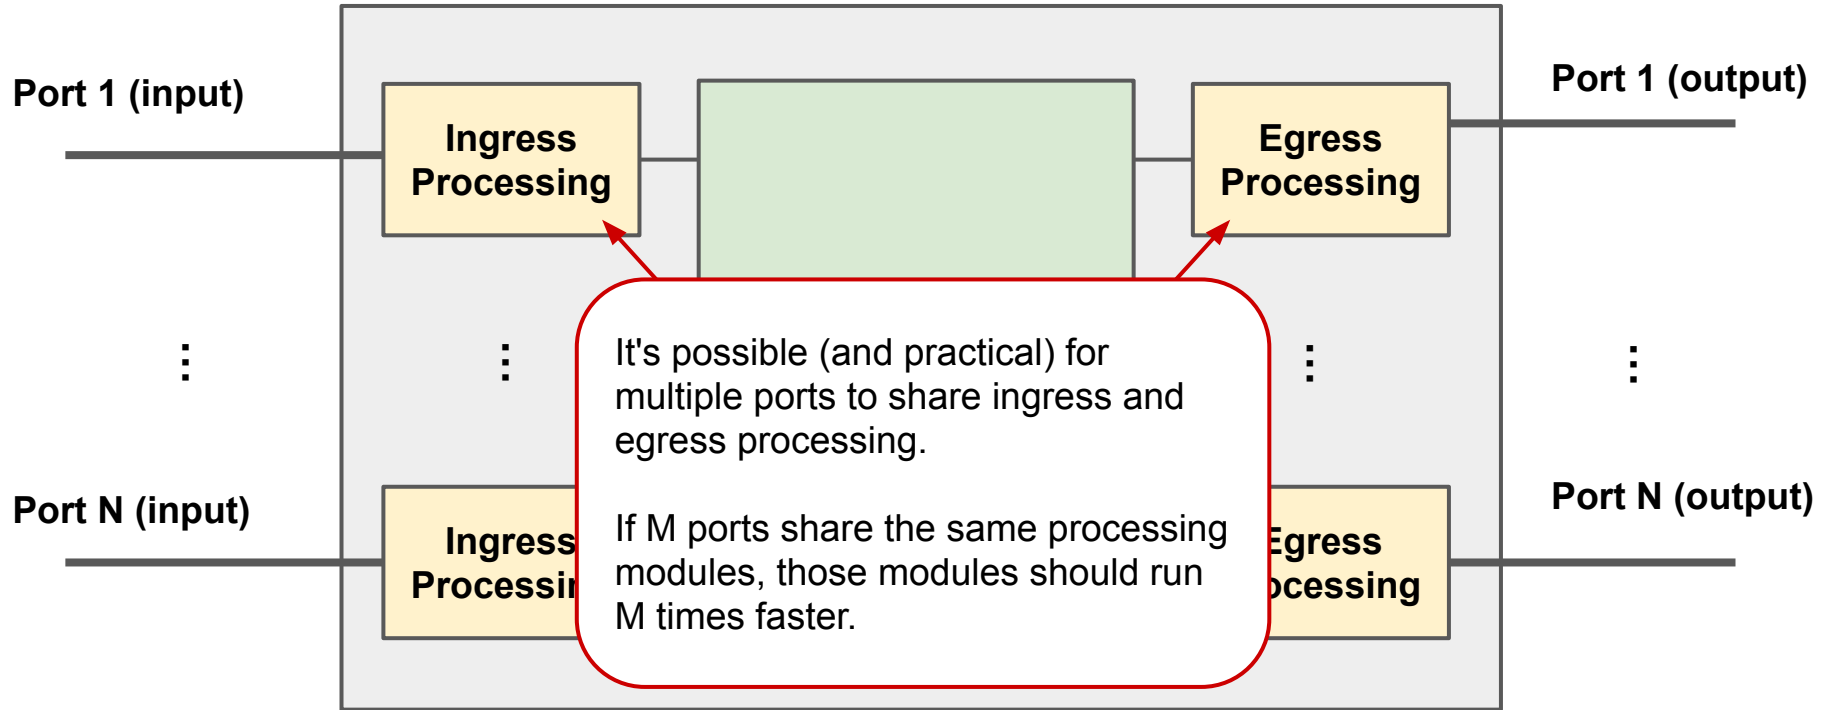 Port 1 (input)
Port 1 (output)
Ingress
Processing
Egress
Processing
It's possible (and practical) for
multiple ports to share ingress and
egress processing.
If M ports share the same processing
modules, those modules should run
M times faster.
⋮
⋮
⋮
⋮
Port N (input)
Port N (output)
Ingress
Egress